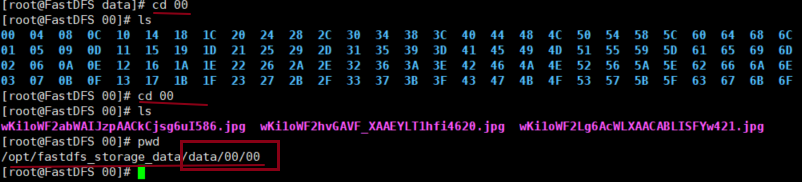 [root@FastDFS data]# cd 00
[root@FastDFS 00]# ls
00 04 08 0C 10 14 18 1C 20 24 28 2C 30 34 38 3C 40 44 48 4C 50 54 58 5C 60 64 68 6C
01 05 09 0D 11 15 19 1D 21 25 29 2D 31 35 39 3D 41 45 49 4D 51 55 59 5D 61 65 69 6D
02 06 0A 0E 12 16 1A 1E 22 26 2A 2E 32 36 3A 3E 42 46 4A 4E 52 56 5A 5E 62 66 6A 6E
03 07 0B 0F 13 17 1B 1F 23 27 2B 2F 33 37 3B 3F 43 47 4B 4F 53 57 5B 5F 63 67 6B 6F
[root@FastDFS 00]# cd 00
[root@FastDFS 00]# ls
wKi1oWF2abWAIJzpAACkCjsg6uI586.jpg wKi1oWF2hvGAVF_XAAEYLT1hfi4620.jpg wKi1oWF2Lg6AcWLXAACABLISFYw421.jpg
[root@FastDFS 00]# pwd
/opt/fastdfs_storage_data/data/00/00
[root@FastDFS 00]#